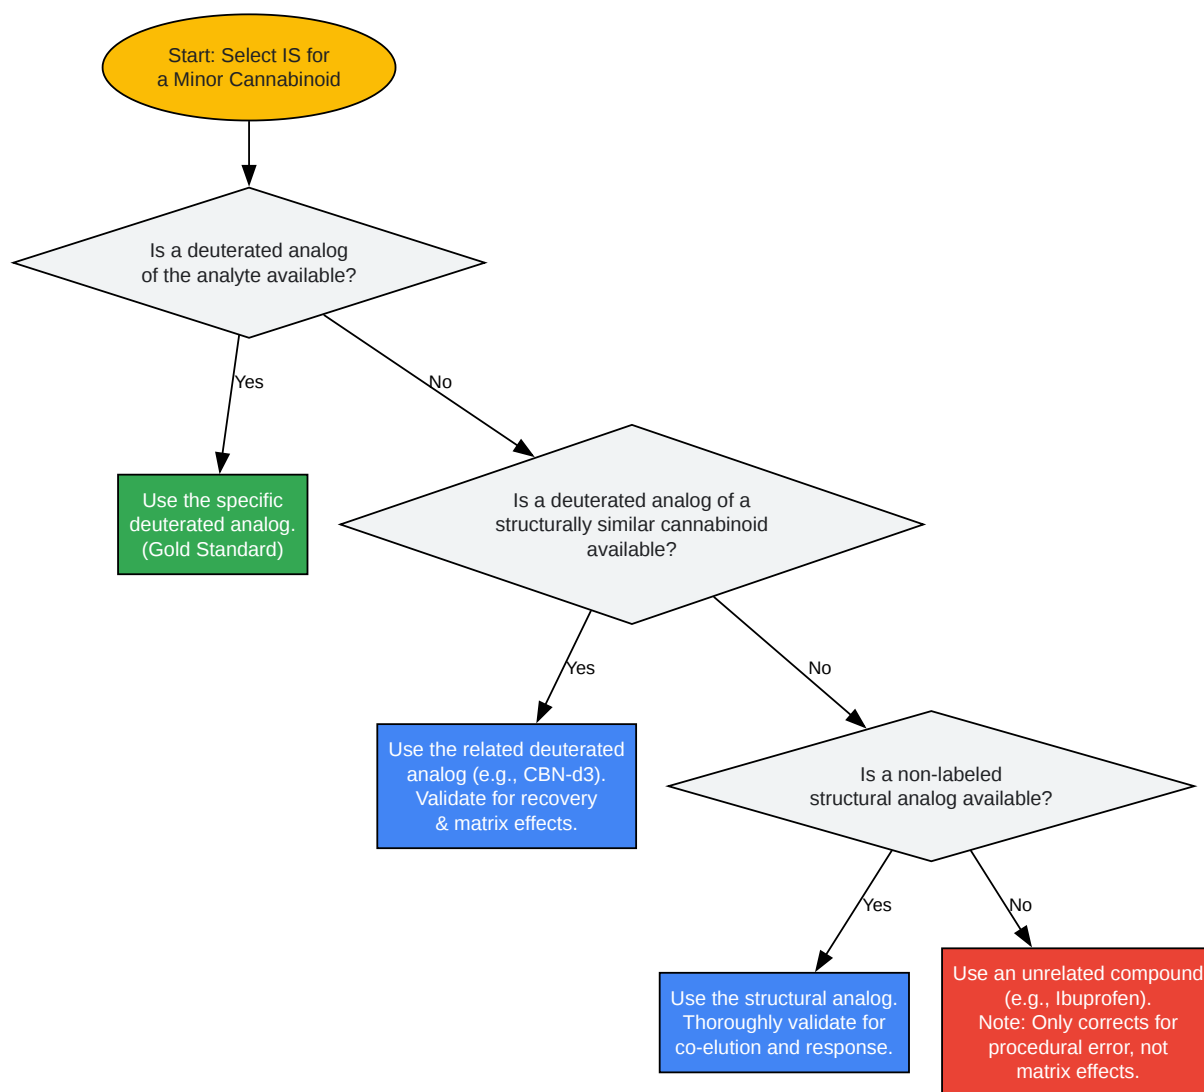 Start: Select IS for
a Minor Cannabinoid
Is a deuterated analog
of the analyte available?
Yes
No
Use the specific
deuterated analog.
(Gold Standard)
Is a deuterated analog of a
structurally similar cannabinoid
available?
Yes
No
Use the related deuterated
analog (e.g., CBN-d3).
Validate for recovery
& matrix effects.
Is a non-labeled
structural analog available?
Yes
No
Use the structural analog.
Thoroughly validate for
co-elution and response.
Use an unrelated compound
(e.g., Ibuprofen).
Note: Only corrects for
procedural error, not
matrix effects.